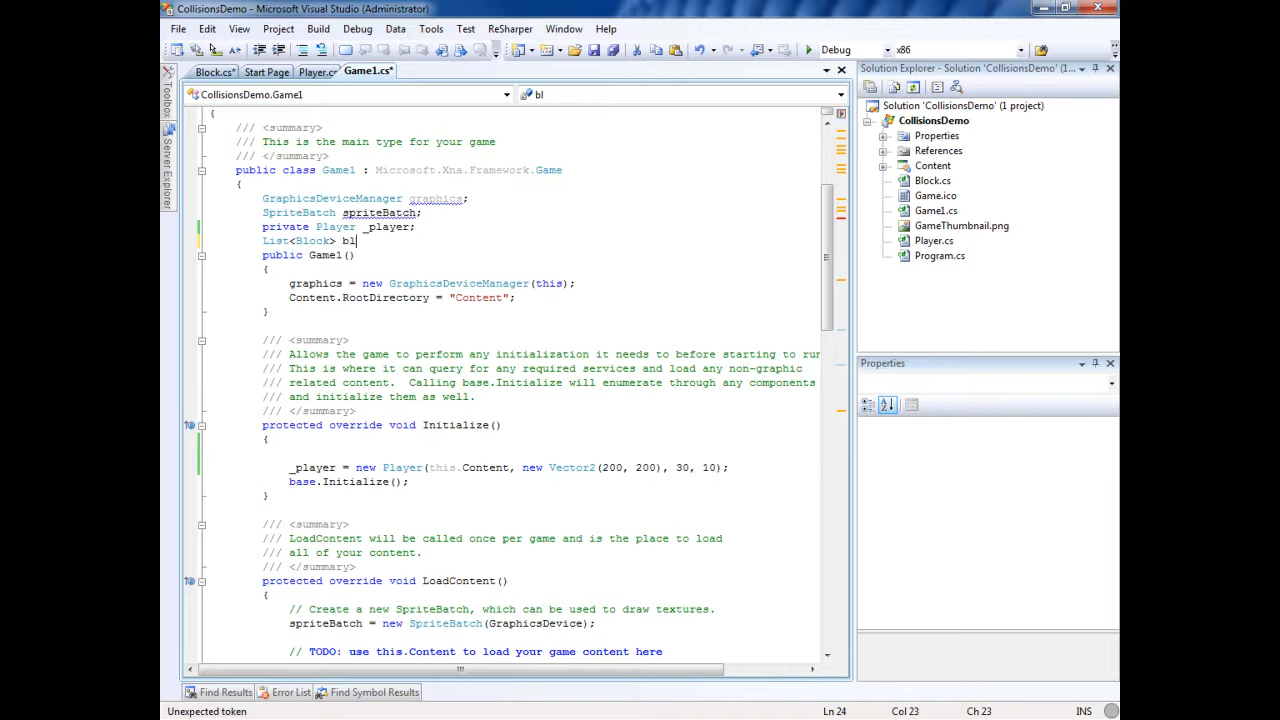 CollisionsDemo - Microsoft Visual Studio (Administrator)
File Edit View Project Build Debug Data Tools Test ReSharper Window Help
Debug x86
Block.cs* Start Page Player.cs* Game1.cs*
CollisionsDemo.Game1 bl
Toolbox
Server Explorer
{
/// <summary>
/// This is the main type for your game
/// </summary>
public class Game1 : Microsoft.Xna.Framework.Game
{
GraphicsDeviceManager graphics;
SpriteBatch spriteBatch;
private Player _player;
List<Block> bl
public Game1()
{
graphics = new GraphicsDeviceManager(this);
Content.RootDirectory = "Content";
}
/// <summary>
/// Allows the game to perform any initialization it needs to before starting to run
/// This is where it can query for any required services and load any non-graphic
/// related content.  Calling base.Initialize will enumerate through any components
/// and initialize them as well.
/// </summary>
protected override void Initialize()
{
_player = new Player(this.Content, new Vector2(200, 200), 30, 10);
base.Initialize();
}
/// <summary>
/// LoadContent will be called once per game and is the place to load
/// all of your content.
/// </summary>
protected override void LoadContent()
{
// Create a new SpriteBatch, which can be used to draw textures.
spriteBatch = new SpriteBatch(GraphicsDevice);
// TODO: use this.Content to load your game content here
Solution Explorer - Solution 'CollisionsDemo' (1...
Solution 'CollisionsDemo' (1 project)
CollisionsDemo
Properties
References
Content
Block.cs
Game.ico
Game1.cs
GameThumbnail.png
Player.cs
Program.cs
Properties
Find Results Error List Find Symbol Results
Unexpected token Ln 24 Col 23 Ch 23 INS